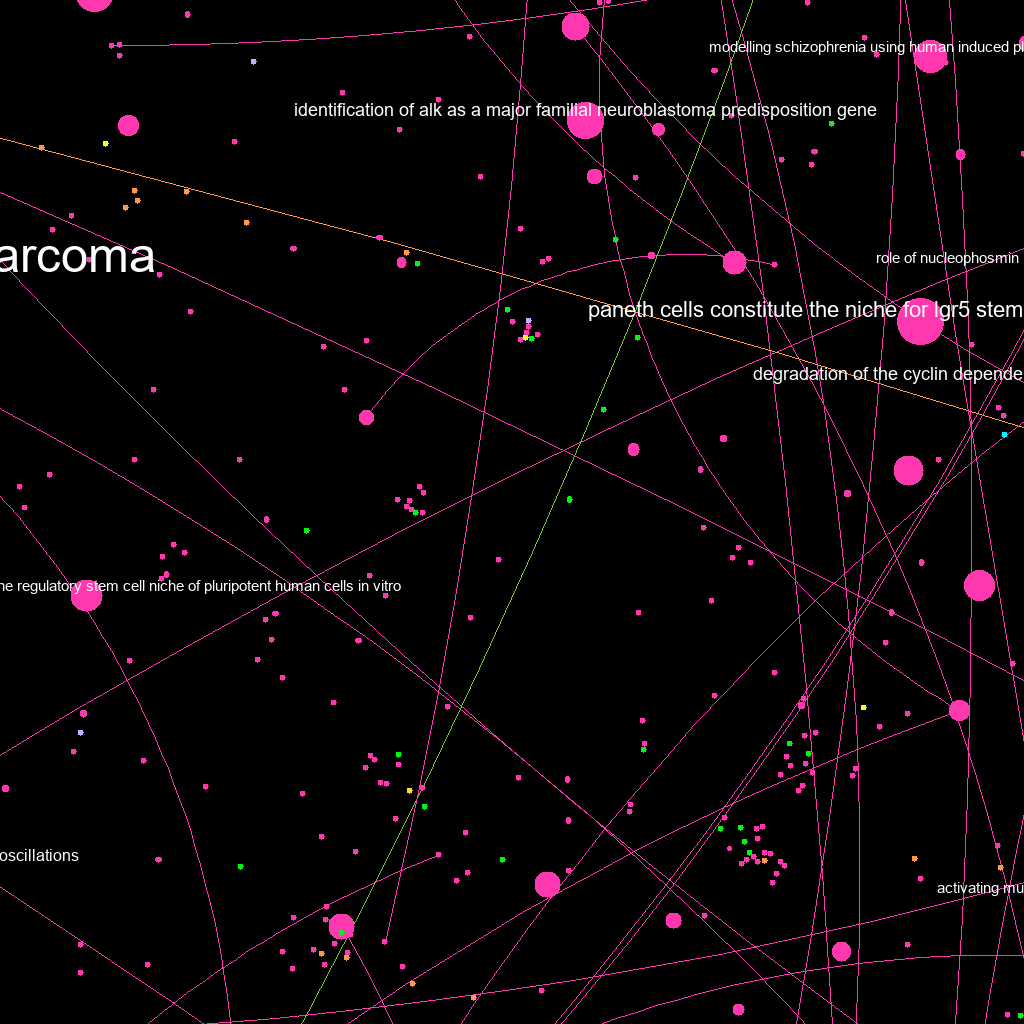 modelling schizophrenia using human induced
identification of alk as a major familial neuroblastoma predisposition gene
arcoma
role of nucleophosmin
paneth cells constitute the niche for lgr5 stem
degradation of the cyclin depende
he regulatory stem cell niche of pluripotent human cells in vitro
oscillations
activating mu